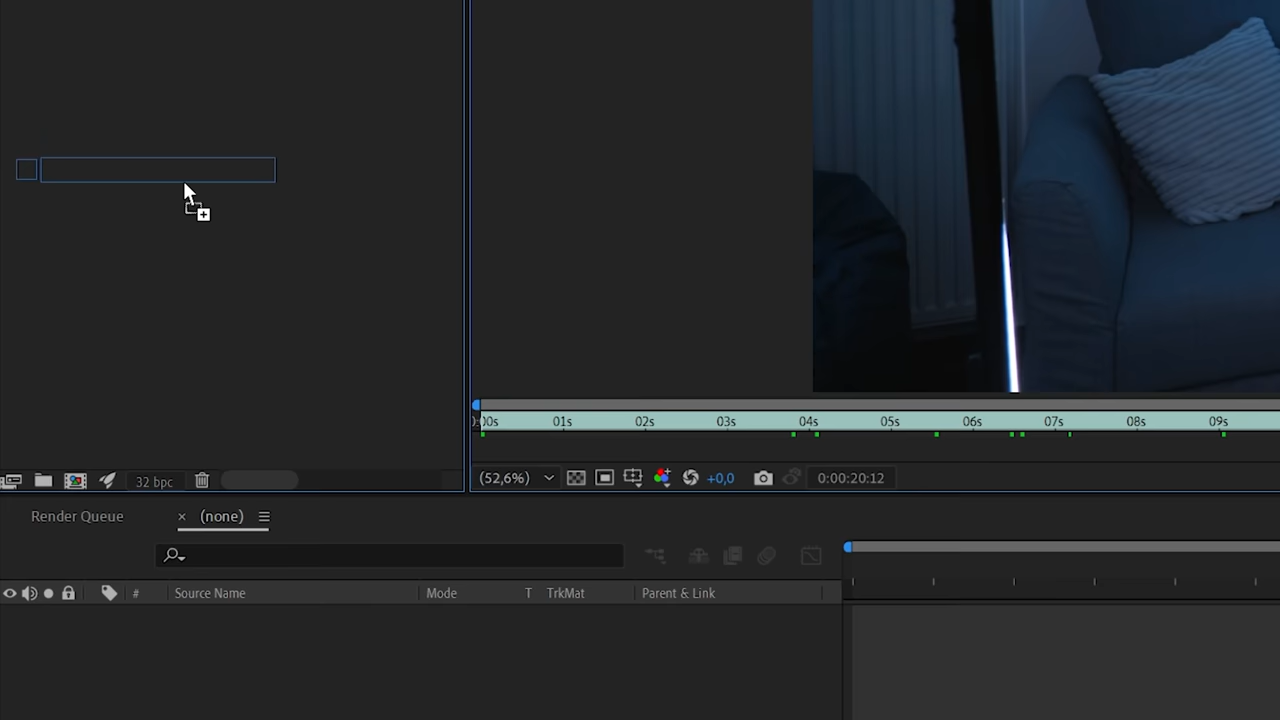 0:00s 01s 02s 03s 04s 05s 06s 07s 08s 09s
32 bpc
(52,6%) +0,0 0:00:20:12
Render Queue × (none)
# Source Name Mode T TrkMat Parent & Link